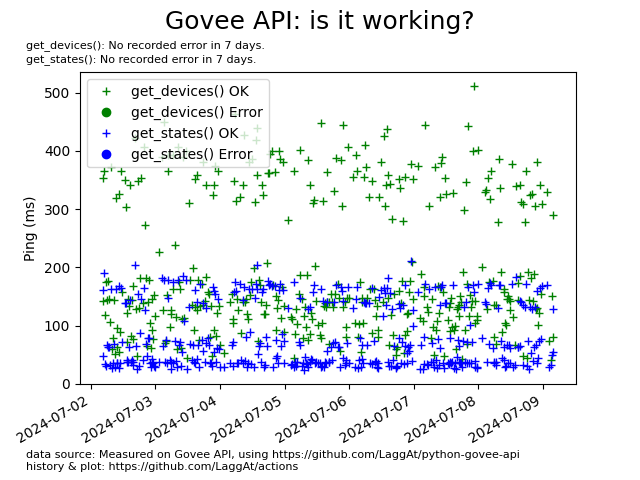 Govee API: is it working?
get_devices(): No recorded error in 7 days.
get_states(): No recorded error in 7 days.
get_devices() OK
get_devices() Error
get_states() OK
get_states() Error
Ping (ms)
500
400
300
200
100
0
2024-07-02
2024-07-03
2024-07-04
2024-07-05
2024-07-06
2024-07-07
2024-07-08
2024-07-09
data source: Measured on Govee API, using https://github.com/LaggAt/python-govee-api
history & plot: https://github.com/LaggAt/actions